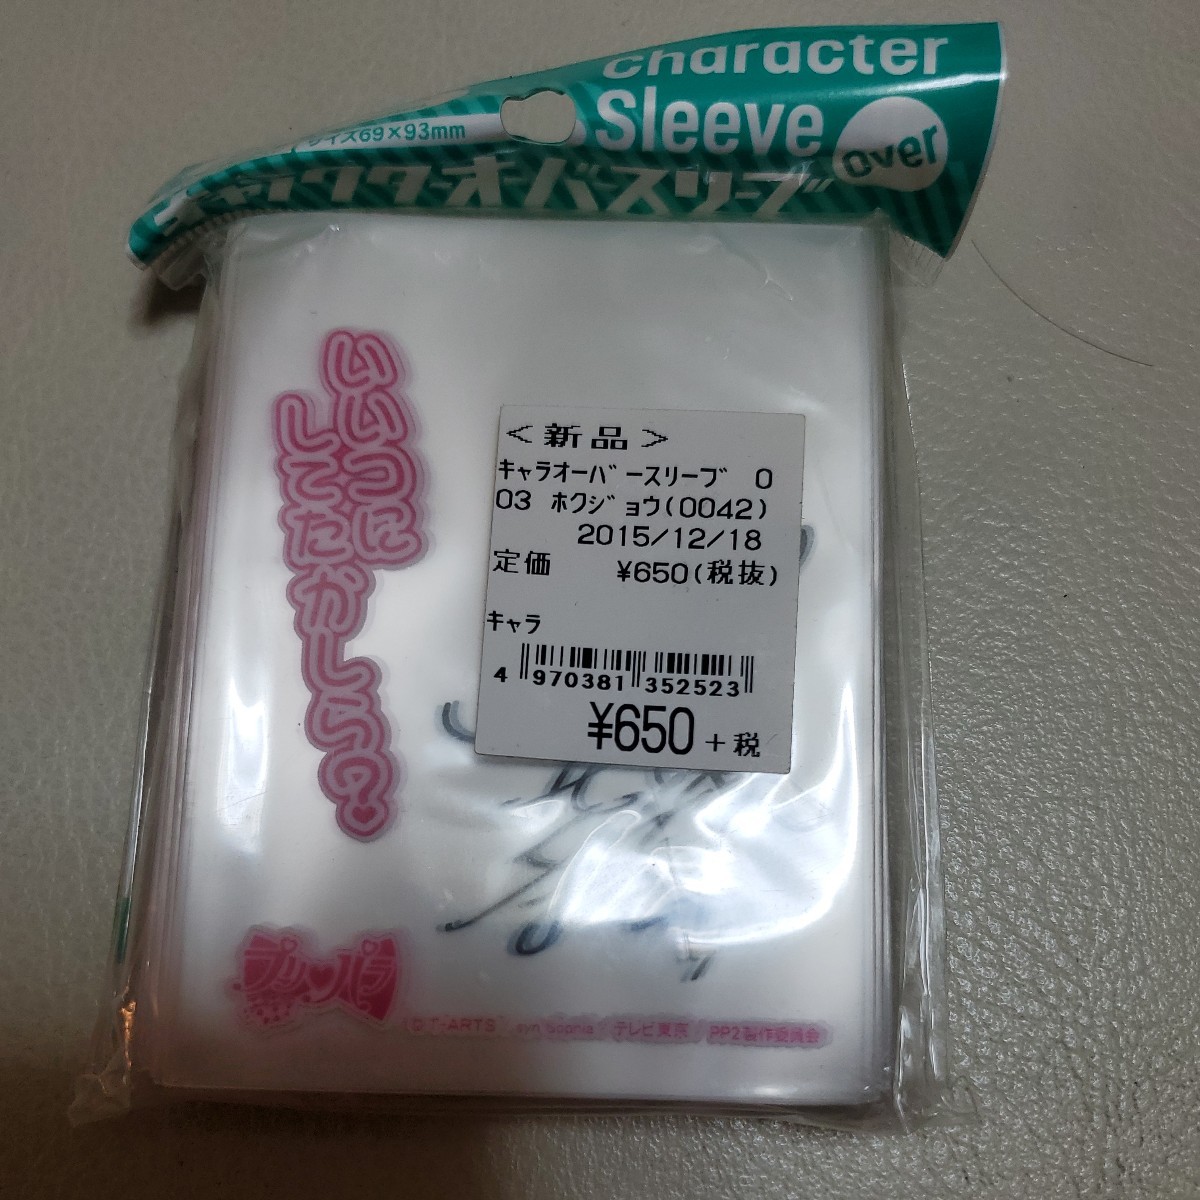 Character
Sleeve
over
サイズ69×93mm
キャラクターオーバースリーブ
いいつに
してたかしら?
<新品>
ｷｬﾗｵｰﾊﾞｰｽﾘｰﾌﾞ 0
03 ﾎｸｼﾞｮｳ(0042)
2015/12/18
定価 ¥650(税抜)
ｷｬﾗ
4 970381 352523
¥650 +税
プリパラ
© T-ARTS / syn Sophia / テレビ東京 / PP2製作委員会